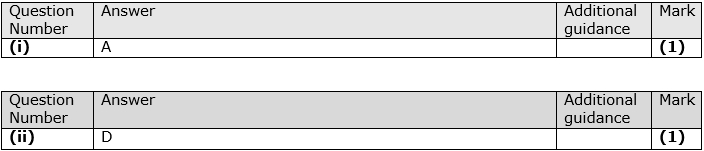 Question Number Answer Additional guidance Mark
(i) A (1)
Question Number Answer Additional guidance Mark
(ii) D (1)